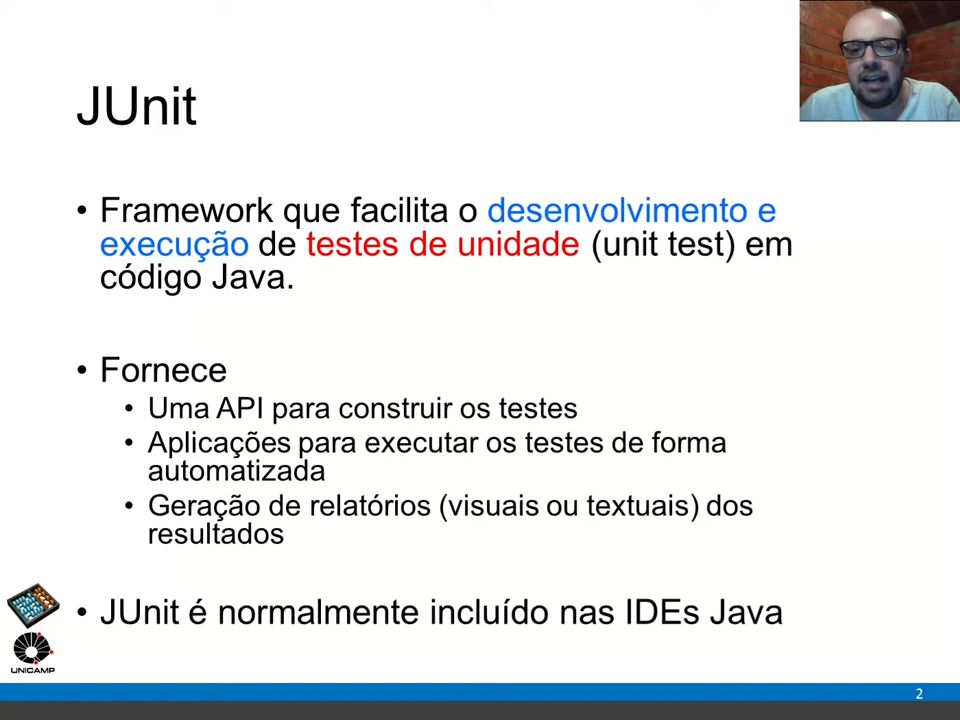 JUnit
• Framework que facilita o desenvolvimento e
execução de testes de unidade (unit test) em
código Java.
• Fornece
• Uma API para construir os testes
• Aplicações para executar os testes de forma
automatizada
• Geração de relatórios (visuais ou textuais) dos
resultados
• JUnit é normalmente incluído nas IDEs Java
UNICAMP
2